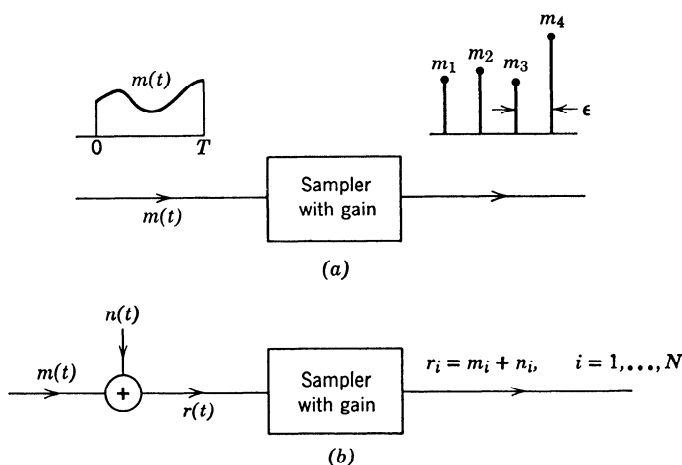 m₄
m(t)
m₁ m₂ m₃
ϵ
0 T
Sampler
with gain
m(t)
(a)
n(t)
m(t)
+
r(t)
Sampler
with gain
rᵢ = mᵢ + nᵢ, i = 1,..., N
(b)